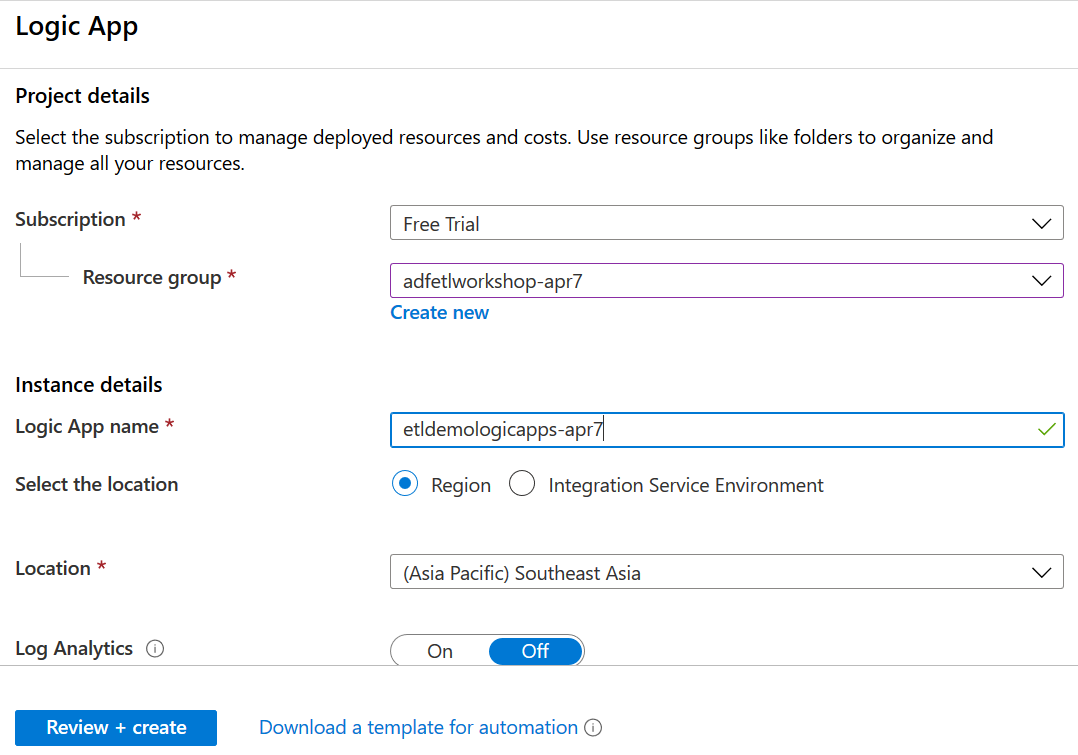 Logic App
Project details
Select the subscription to manage deployed resources and costs. Use resource groups like folders to organize and
manage all your resources.
Subscription *
Free Trial
Resource group *
adfetlworkshop-apr7
Create new
Instance details
Logic App name *
etldemologicapps-apr7
Select the location
Region
Integration Service Environment
Location *
(Asia Pacific) Southeast Asia
Log Analytics
On
Off
Review + create
Download a template for automation